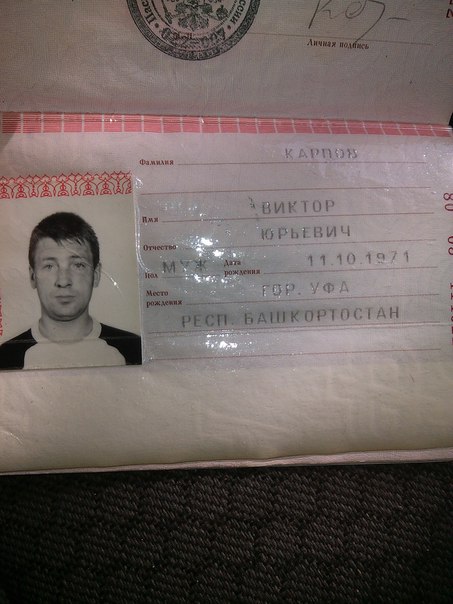 Личная подпись
Фамилия КАРПОВ
Имя ВИКТОР
Отчество ЮРЬЕВИЧ
Пол МУЖ Дата рождения 11.10.1971
Место рождения ГОР. УФА
РЕСП. БАШКОРТОСТАН